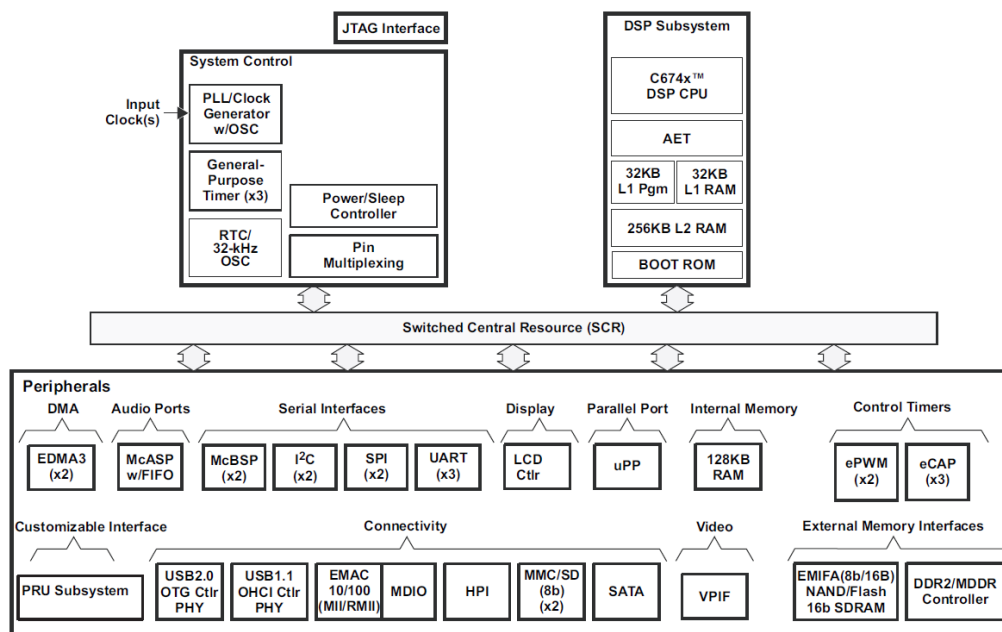 JTAG Interface
System Control
Input
Clock(s)
PLL/Clock
Generator
w/OSC
General-
Purpose
Timer (x3)
RTC/
32-kHz
OSC
Power/Sleep
Controller
Pin
Multiplexing
DSP Subsystem
C674x™
DSP CPU
AET
32KB
L1 Pgm
32KB
L1 RAM
256KB L2 RAM
BOOT ROM
Switched Central Resource (SCR)
Peripherals
DMA
EDMA3
(x2)
Audio Ports
McASP
w/FIFO
Serial Interfaces
McBSP
(x2)
I²C
(x2)
SPI
(x2)
UART
(x3)
Display
LCD
Ctlr
Parallel Port
uPP
Internal Memory
128KB
RAM
Control Timers
ePWM
(x2)
eCAP
(x3)
Customizable Interface
PRU Subsystem
Connectivity
USB2.0
OTG Ctlr
PHY
USB1.1
OHCI Ctlr
PHY
EMAC
10/100
(MII/RMII)
MDIO
HPI
MMC/SD
(8b)
(x2)
SATA
Video
VPIF
External Memory Interfaces
EMIFA(8b/16B)
NAND/Flash
16b SDRAM
DDR2/MDDR
Controller